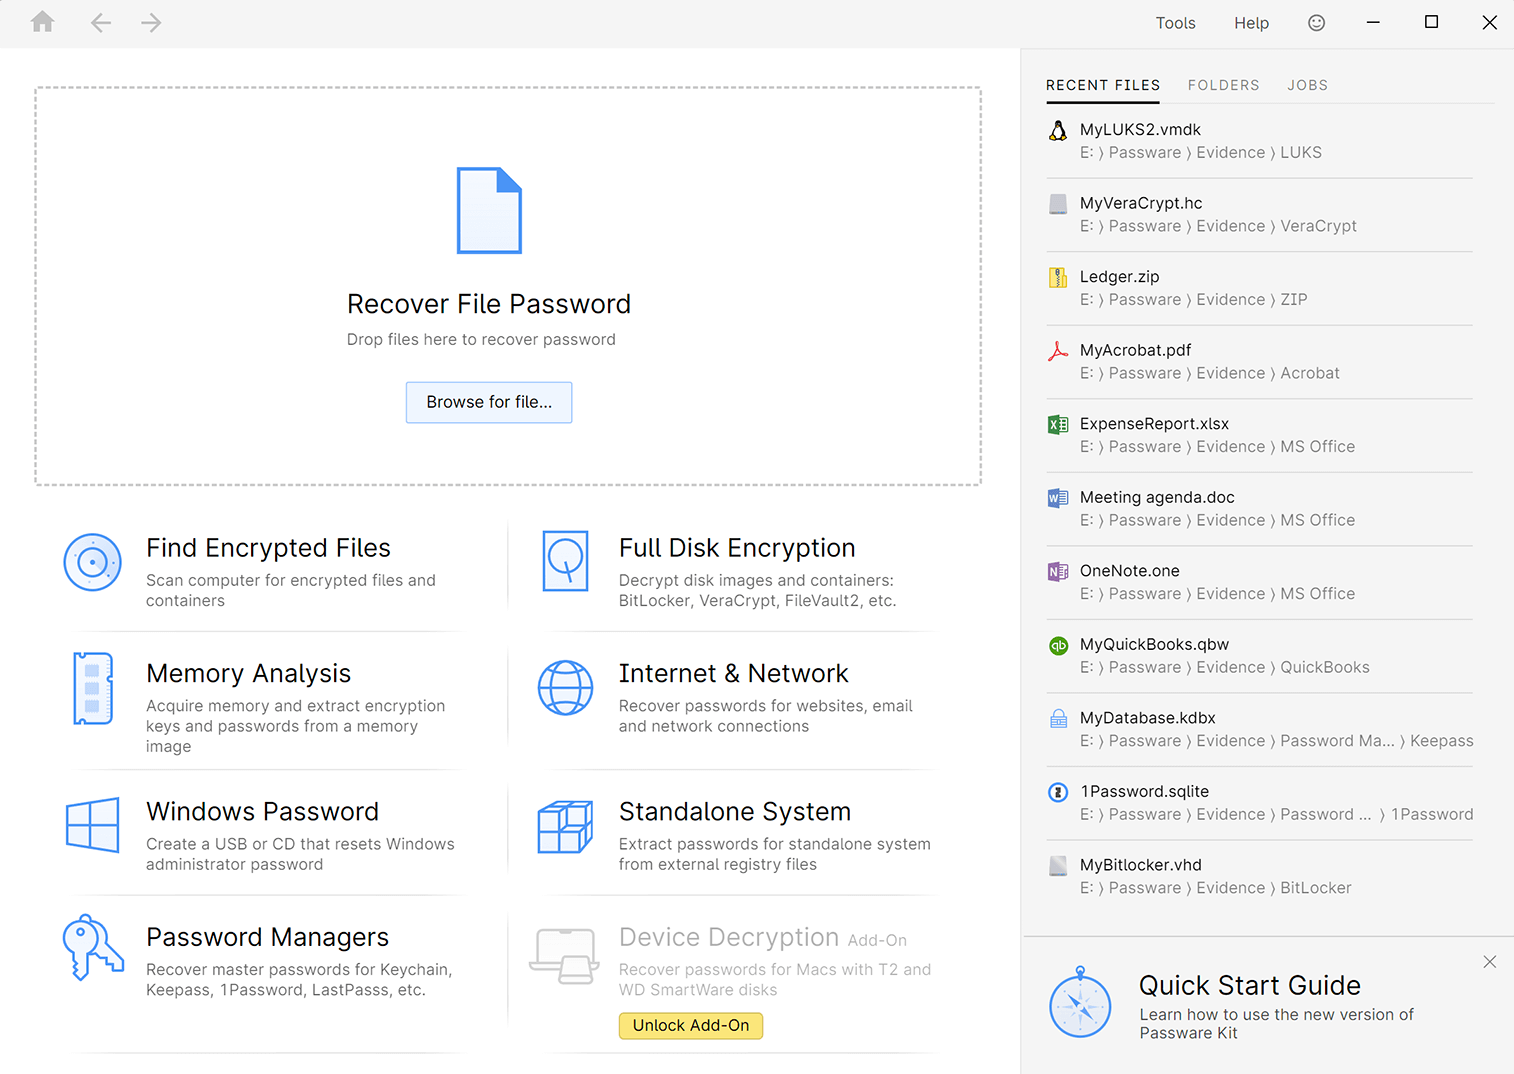 Tools Help
Recover File Password
Drop files here to recover password
Browse for file...
Find Encrypted Files
Scan computer for encrypted files and
containers
Full Disk Encryption
Decrypt disk images and containers:
BitLocker, VeraCrypt, FileVault2, etc.
Memory Analysis
Acquire memory and extract encryption
keys and passwords from a memory
image
Internet & Network
Recover passwords for websites, email
and network connections
Windows Password
Create a USB or CD that resets Windows
administrator password
Standalone System
Extract passwords for standalone system
from external registry files
Password Managers
Recover master passwords for Keychain,
Keepass, 1Password, LastPasss, etc.
Device Decryption Add-On
Recover passwords for Macs with T2 and
WD SmartWare disks
Unlock Add-On
RECENT FILES FOLDERS JOBS
MyLUKS2.vmdk
E: ⟩ Passware ⟩ Evidence ⟩ LUKS
MyVeraCrypt.hc
E: ⟩ Passware ⟩ Evidence ⟩ VeraCrypt
Ledger.zip
E: ⟩ Passware ⟩ Evidence ⟩ ZIP
MyAcrobat.pdf
E: ⟩ Passware ⟩ Evidence ⟩ Acrobat
ExpenseReport.xlsx
E: ⟩ Passware ⟩ Evidence ⟩ MS Office
Meeting agenda.doc
E: ⟩ Passware ⟩ Evidence ⟩ MS Office
OneNote.one
E: ⟩ Passware ⟩ Evidence ⟩ MS Office
MyQuickBooks.qbw
E: ⟩ Passware ⟩ Evidence ⟩ QuickBooks
MyDatabase.kdbx
E: ⟩ Passware ⟩ Evidence ⟩ Password Ma... ⟩ Keepass
1Password.sqlite
E: ⟩ Passware ⟩ Evidence ⟩ Password ... ⟩ 1Password
MyBitlocker.vhd
E: ⟩ Passware ⟩ Evidence ⟩ BitLocker
Quick Start Guide
Learn how to use the new version of
Passware Kit